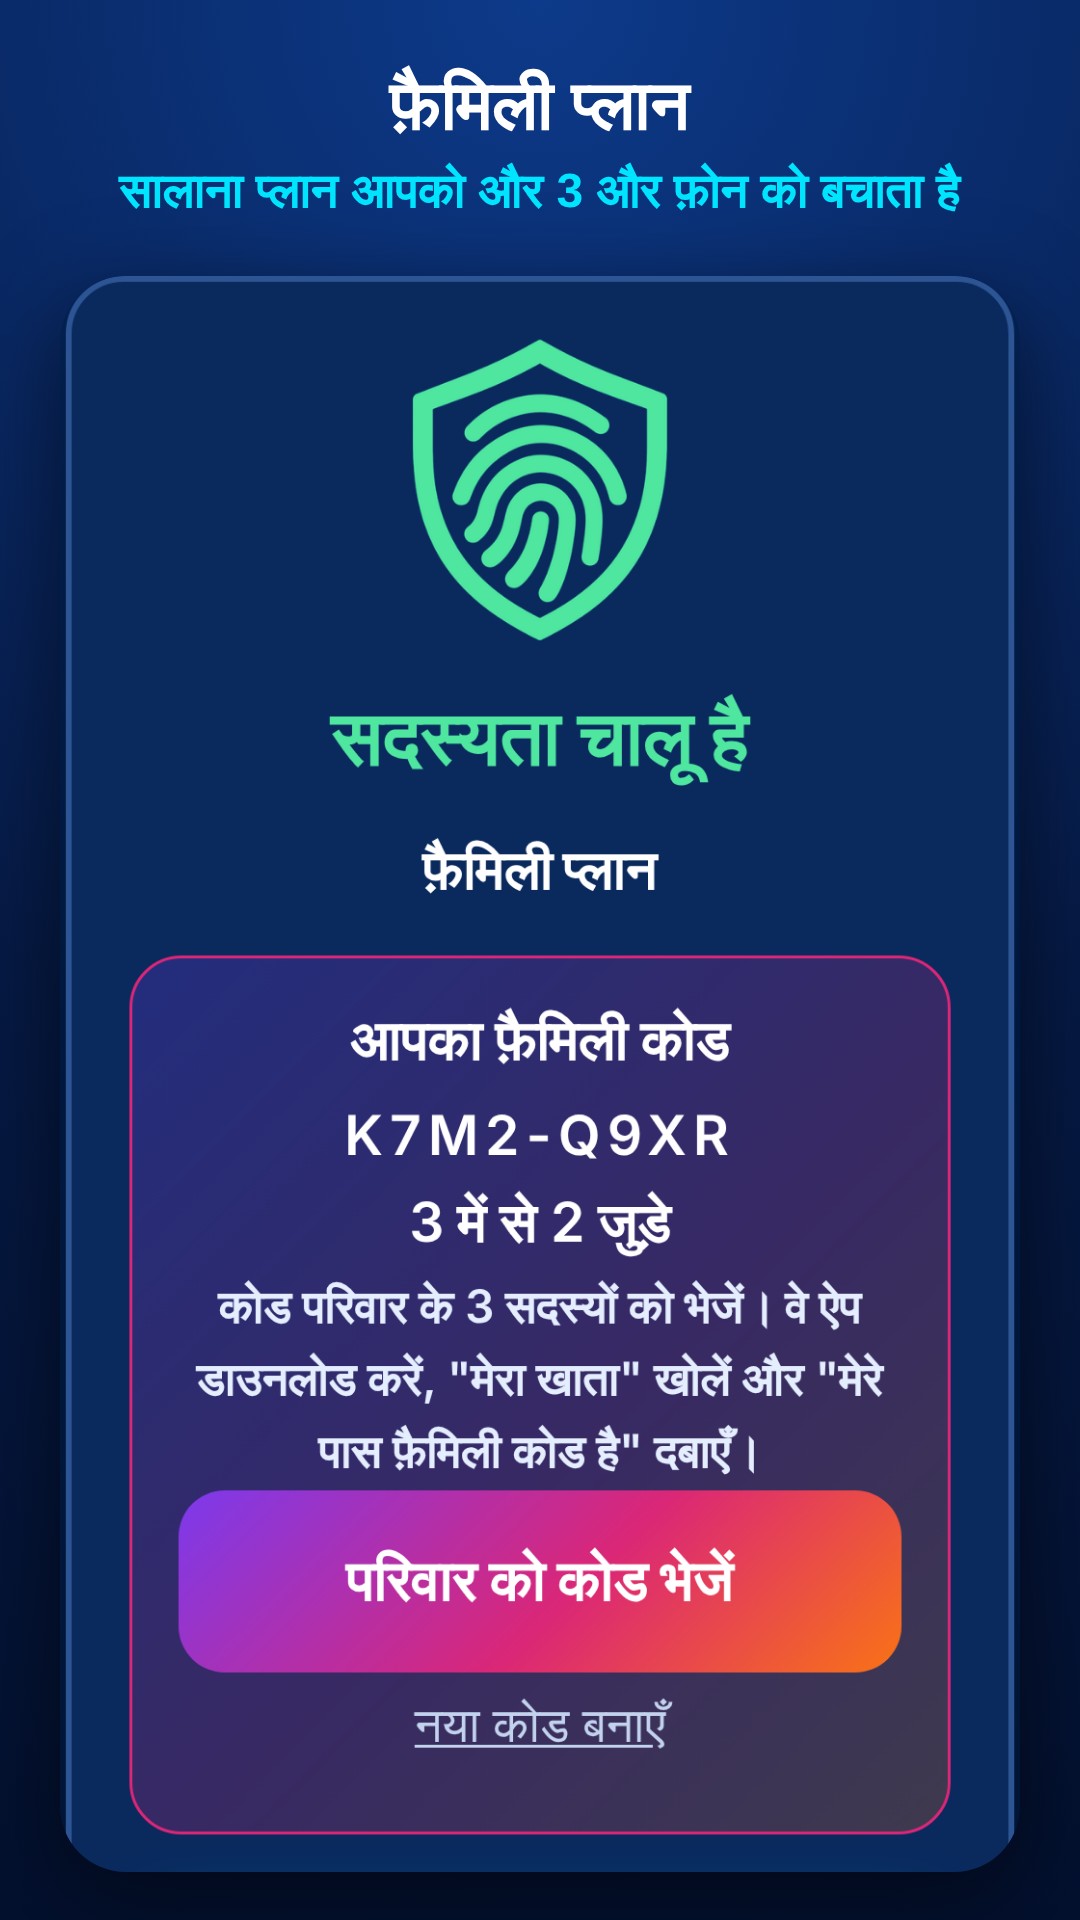 फ़ैमिली प्लान
सालाना प्लान आपको और 3 और फ़ोन को बचाता है
सदस्यता चालू है
फ़ैमिली प्लान
आपका फ़ैमिली कोड
K7M2-Q9XR
3 में से 2 जुड़े
कोड परिवार के 3 सदस्यों को भेजें। वे ऐप
डाउनलोड करें, "मेरा खाता" खोलें और "मेरे
पास फ़ैमिली कोड है" दबाएँ।
परिवार को कोड भेजें
नया कोड बनाएँ